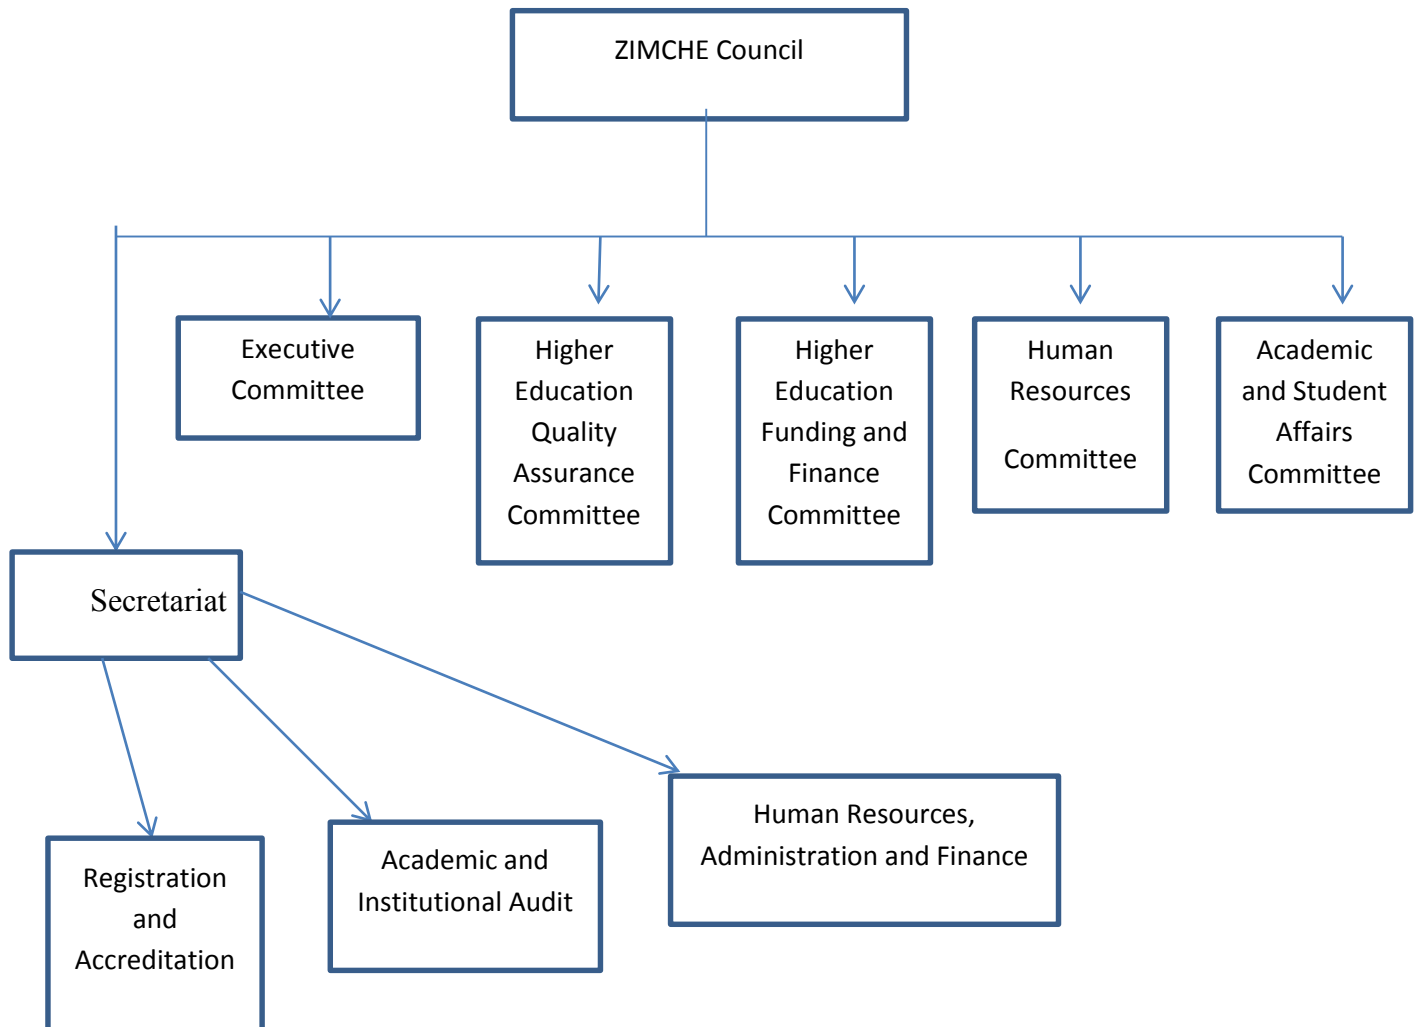 ZIMCHE Council
Executive
Committee
Higher
Education
Quality
Assurance
Committee
Higher
Education
Funding and
Finance
Committee
Human
Resources
Committee
Academic
and Student
Affairs
Committee
Secretariat
Registration
and
Accreditation
Academic and
Institutional Audit
Human Resources,
Administration and Finance